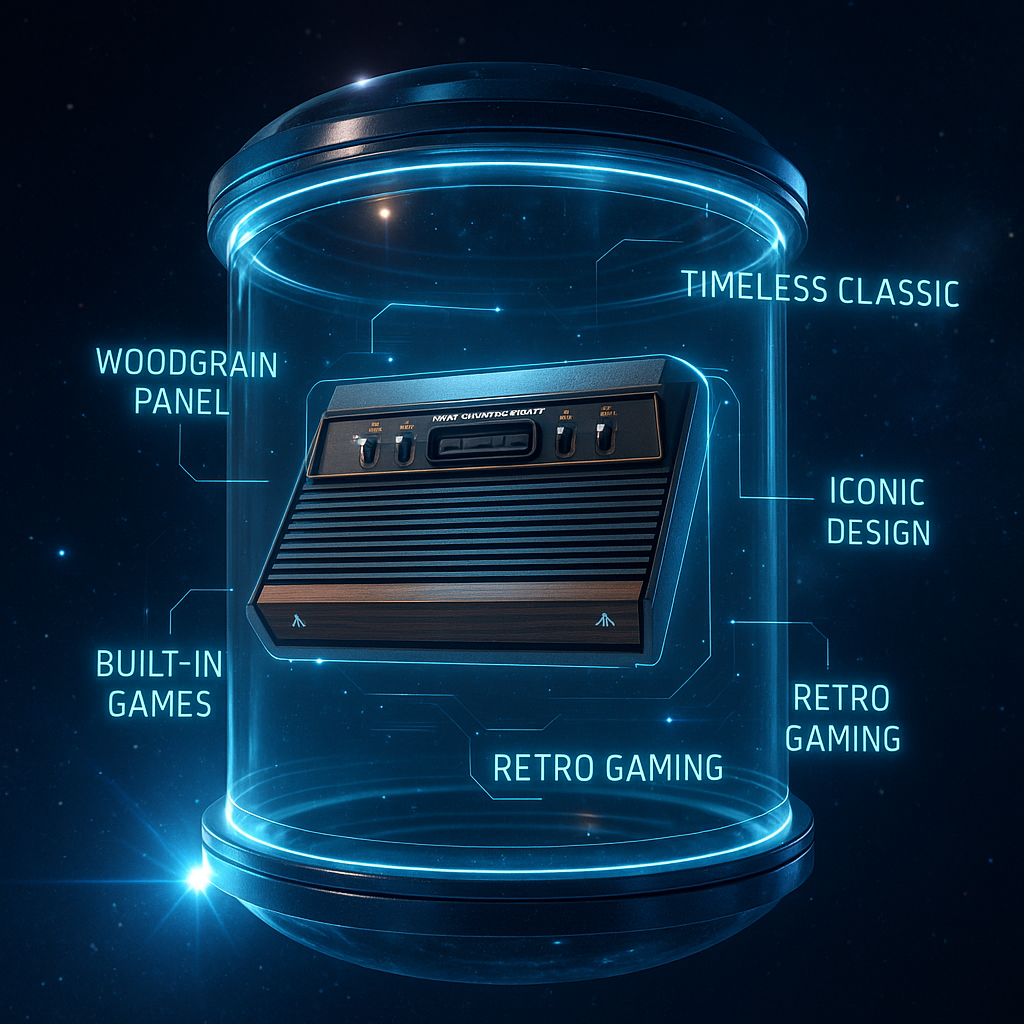 TIMELESS CLASSIC
WOODGRAIN
PANEL
ICONIC
DESIGN
BUILT-IN
GAMES
RETRO
GAMING
RETRO GAMING